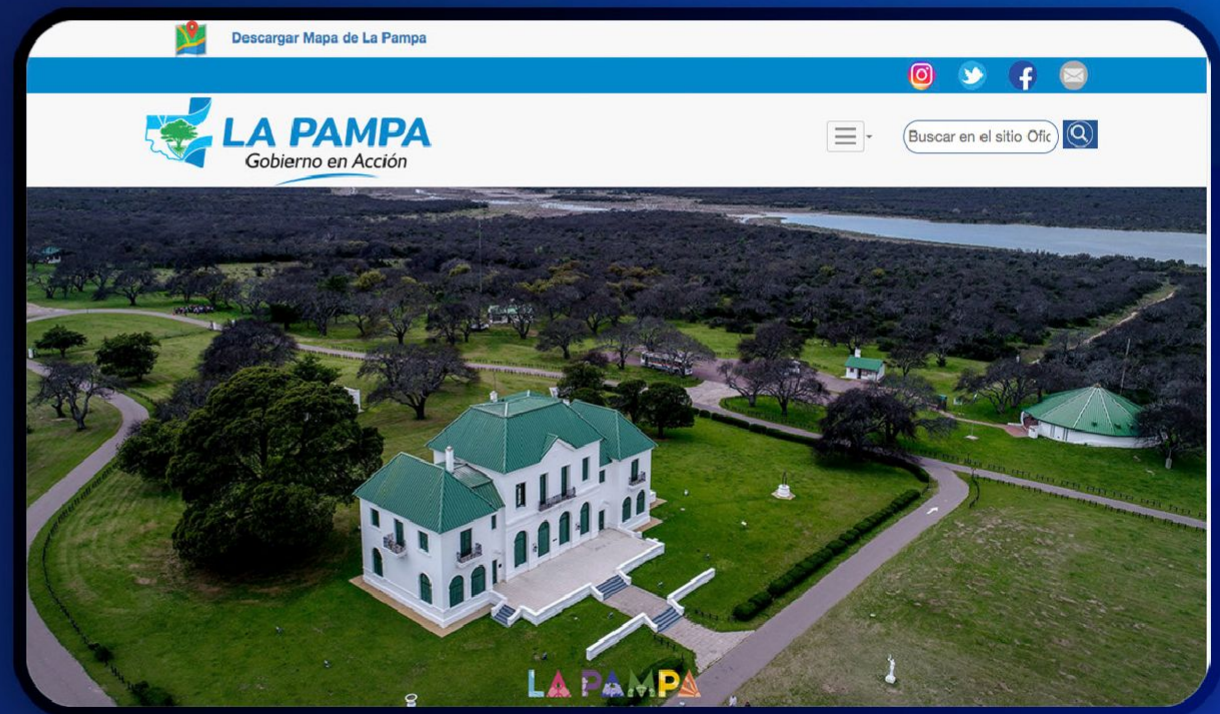 Descargar Mapa de La Pampa
LA PAMPA
Gobierno en Acción
Buscar en el sitio Ofic
LA PAMPA